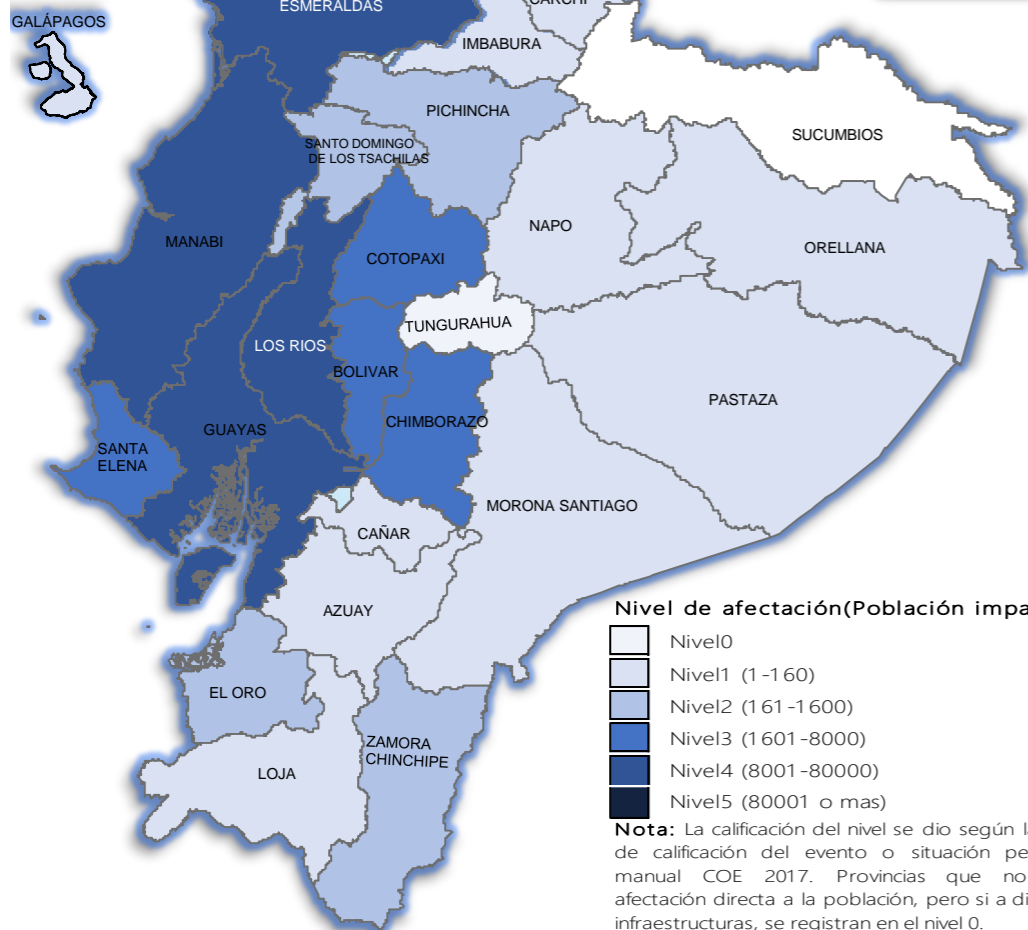 ESMERALDAS
CARCHI
GALÁPAGOS
IMBABURA
PICHINCHA
SUCUMBIOS
SANTO DOMINGO
DE LOS TSACHILAS
NAPO
MANABI
ORELLANA
COTOPAXI
TUNGURAHUA
LOS RIOS
BOLIVAR
PASTAZA
CHIMBORAZO
GUAYAS
SANTA
ELENA
MORONA SANTIAGO
CAÑAR
AZUAY
EL ORO
ZAMORA
CHINCHIPE
LOJA
Nivel de afectación(Población impa
Nivel0
Nivel1 (1-160)
Nivel2 (161-1600)
Nivel3 (1601-8000)
Nivel4 (8001-80000)
Nivel5 (80001 o mas)
Nota: La calificación del nivel se dio según l
de calificación del evento o situación pe
manual COE 2017. Provincias que no
afectación directa a la población, pero si a di
infraestructuras, se registran en el nivel 0.